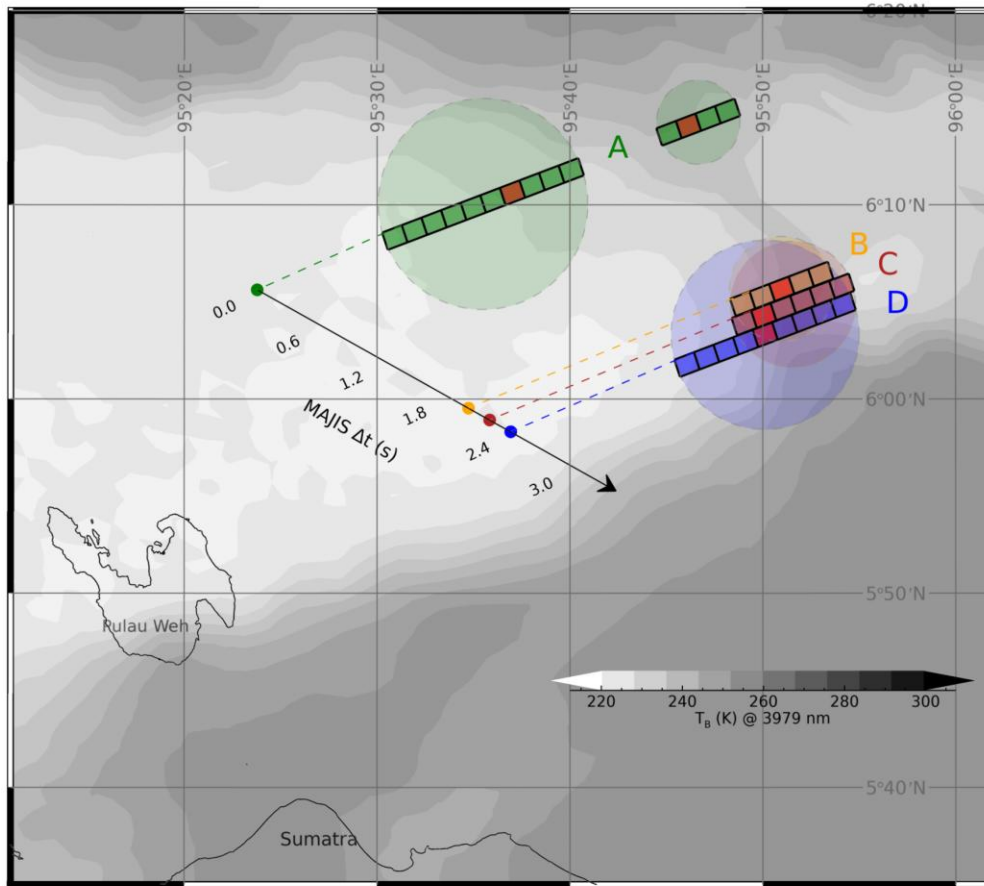 6°20'N
95°20'E
95°30'E
95°40'E
95°50'E
96°00'E
A
6°10'N
B
C
D
0.0
0.6
1.2
1.8
2.4
3.0
MAJIS Δt (s)
6°00'N
5°50'N
Pulau Weh
220 240 260 280 300
T_B (K) @ 3979 nm
5°40'N
Sumatra